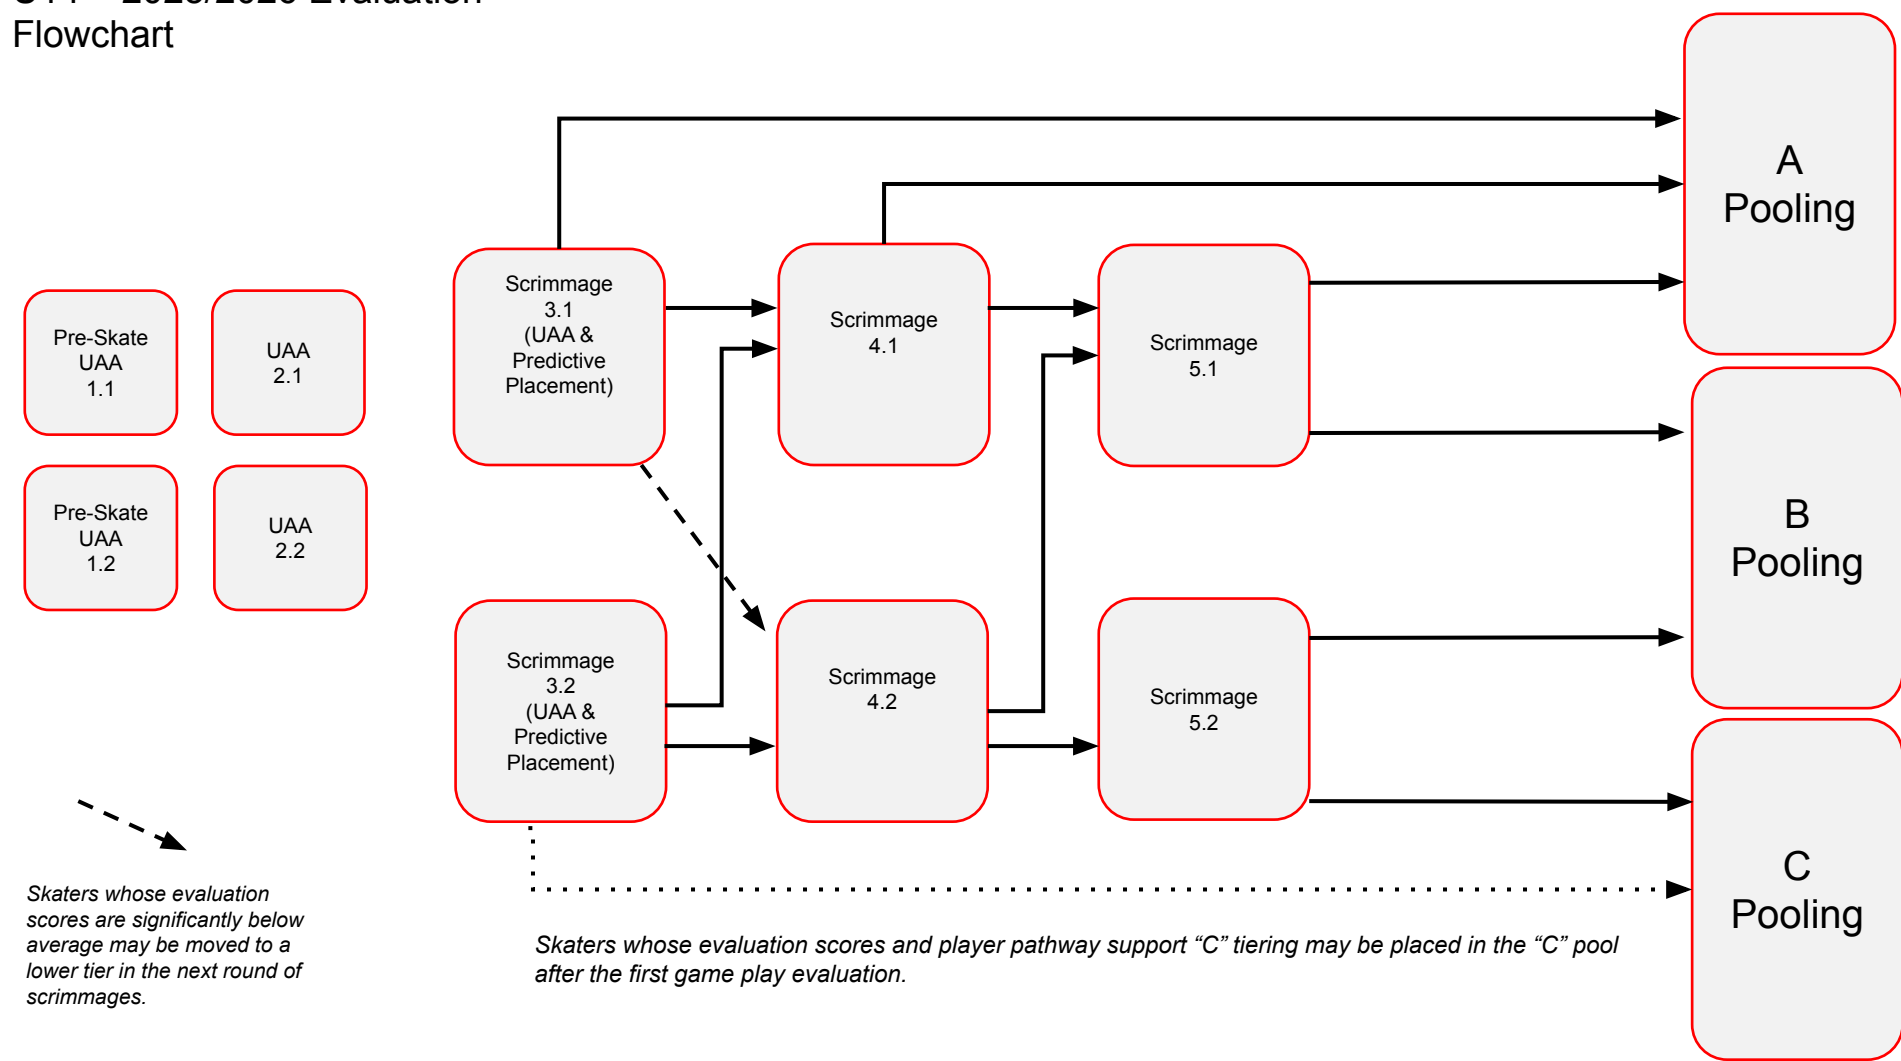 Flowchart
A
Pooling
Scrimmage
3.1
(UAA &
Predictive
Placement)
Scrimmage
4.1
Scrimmage
5.1
Pre-Skate
UAA
1.1
UAA
2.1
B
Pooling
Pre-Skate
UAA
1.2
UAA
2.2
Scrimmage
3.2
(UAA &
Predictive
Placement)
Scrimmage
4.2
Scrimmage
5.2
C
Pooling
Skaters whose evaluation
scores are significantly below
average may be moved to a
lower tier in the next round of
scrimmages.
Skaters whose evaluation scores and player pathway support “C” tiering may be placed in the “C” pool
after the first game play evaluation.